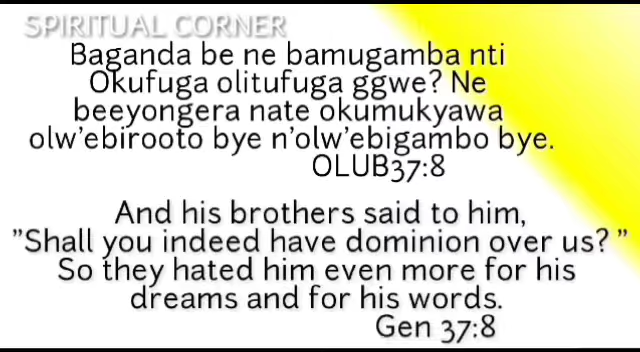 SPIRITUAL CORNER
Baganda be ne bamugamba nti
Okufuga olitufuga ggwe? Ne
beeyongera nate okumukyawa
olw'ebirooto bye n'olw'ebigambo bye.
OLUB37:8
And his brothers said to him,
"Shall you indeed have dominion over us? "
So they hated him even more for his
dreams and for his words.
Gen 37:8